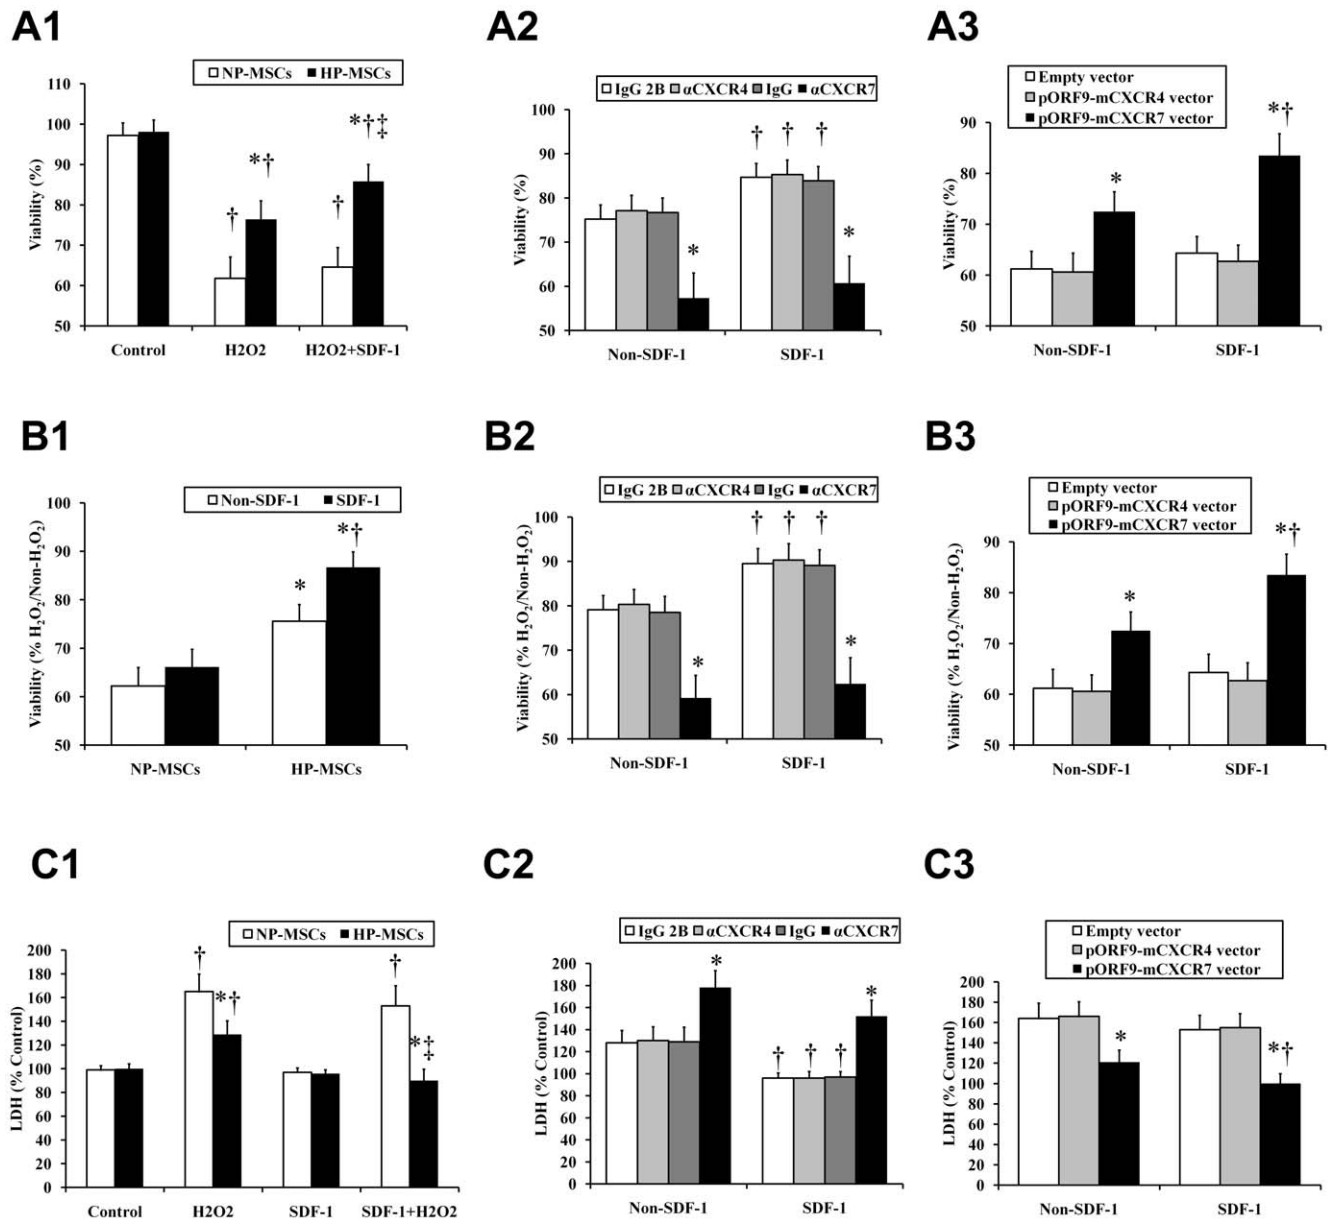 A1
NP-MSCs HP-MSCs
110
100
90
80
70
60
50
Viability (%)
† *† † *†‡
Control H2O2 H2O2+SDF-1
A2
IgG 2B αCXCR4 IgG αCXCR7
100
90
80
70
60
50
Viability (%)
* † † † *
Non-SDF-1 SDF-1
A3
Empty vector
pORF9-mCXCR4 vector
pORF9-mCXCR7 vector
90
80
70
60
50
Viability (%)
* *†
Non-SDF-1 SDF-1
B1
Non-SDF-1 SDF-1
100
90
80
70
60
50
Viability (% H₂O₂/Non-H₂O₂)
* *†
NP-MSCs HP-MSCs
B2
IgG 2B αCXCR4 IgG αCXCR7
100
90
80
70
60
50
Viability (% H₂O₂/Non-H₂O₂)
* † † † *
Non-SDF-1 SDF-1
B3
Empty vector
pORF9-mCXCR4 vector
pORF9-mCXCR7 vector
90
80
70
60
50
Viability (% H₂O₂/Non-H₂O₂)
* *†
Non-SDF-1 SDF-1
C1
NP-MSCs HP-MSCs
200
180
160
140
120
100
80
60
40
20
0
LDH (% Control)
† *† † *‡
Control H2O2 SDF-1 SDF-1+H2O2
C2
IgG 2B αCXCR4 IgG αCXCR7
200
180
160
140
120
100
80
60
40
20
0
LDH (% Control)
* † † † *
Non-SDF-1 SDF-1
C3
Empty vector
pORF9-mCXCR4 vector
pORF9-mCXCR7 vector
200
180
160
140
120
100
80
60
40
20
0
LDH (% Control)
* *†
Non-SDF-1 SDF-1